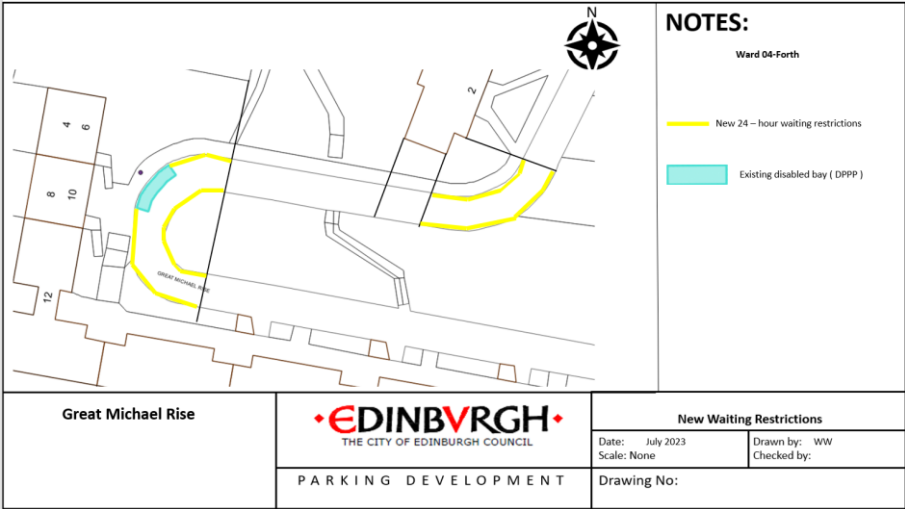 N
NOTES:
Ward 04-Forth
New 24 – hour waiting restrictions
Existing disabled bay ( DPPP )
2
4
6
8
10
12
GREAT MICHAEL RISE
Great Michael Rise
EDINBVRGH
THE CITY OF EDINBURGH COUNCIL
PARKING DEVELOPMENT
New Waiting Restrictions
Date: July 2023
Scale: None
Drawn by: WW
Checked by:
Drawing No: